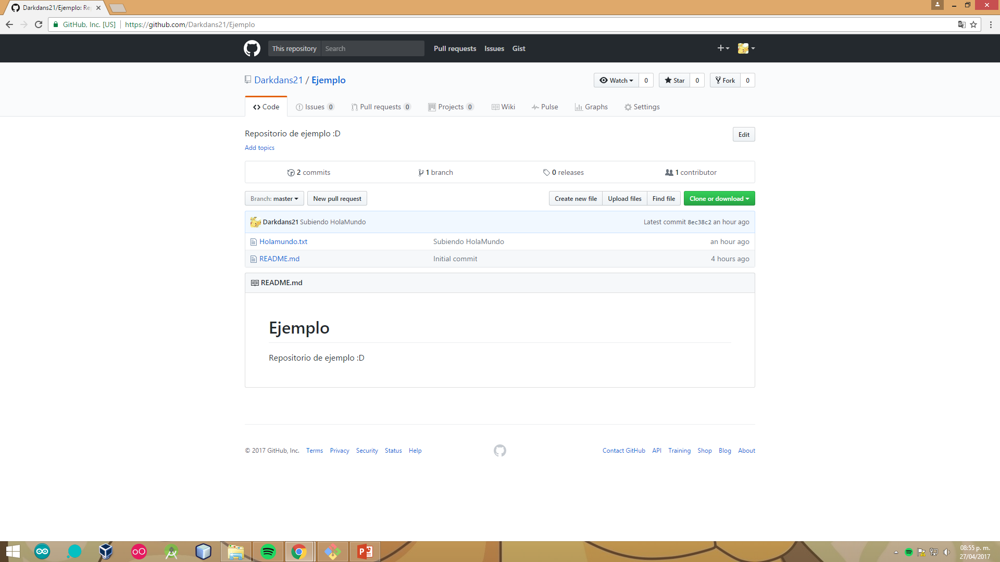 Darkdans21/Ejemplo: Re
GitHub, Inc. [US] https://github.com/Darkdans21/Ejemplo
This repository Search Pull requests Issues Gist
Darkdans21 / Ejemplo Watch 0 Star 0 Fork 0
Code Issues 0 Pull requests 0 Projects 0 Wiki Pulse Graphs Settings
Repositorio de ejemplo :D Edit
Add topics
2 commits 1 branch 0 releases 1 contributor
Branch: master New pull request Create new file Upload files Find file Clone or download
Darkdans21 Subiendo HolaMundo Latest commit 8ec38c2 an hour ago
Holamundo.txt Subiendo HolaMundo an hour ago
README.md Initial commit 4 hours ago
README.md
Ejemplo
Repositorio de ejemplo :D
© 2017 GitHub, Inc. Terms Privacy Security Status Help Contact GitHub API Training Shop Blog About
08:55 p. m.
27/04/2017